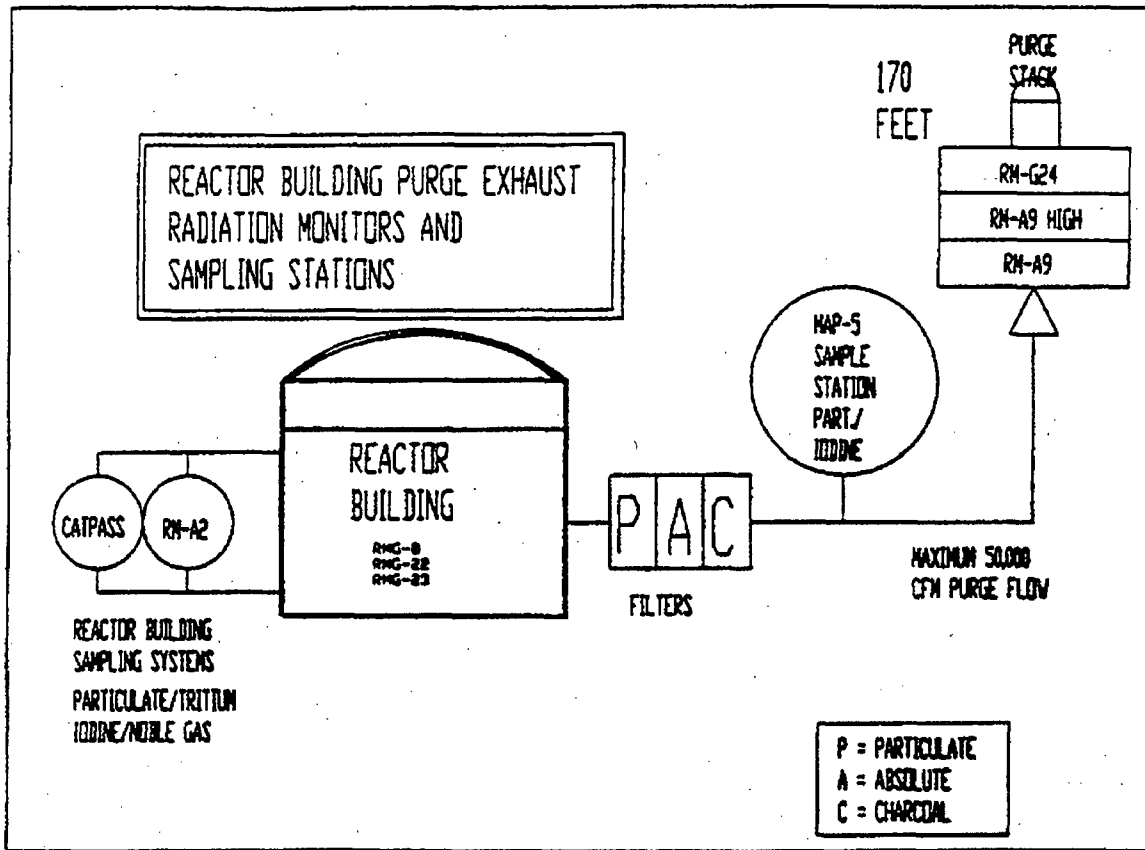 PURGE
STACK
170
FEET
RM-G24
RM-A9 HIGH
RM-A9
REACTOR BUILDING PURGE EXHAUST
RADIATION MONITORS AND
SAMPLING STATIONS
MAP-5
SAMPLE
STATION
PART./
IODINE
REACTOR
BUILDING
RMG-8
RMG-22
RMG-23
CATPASS
RM-A2
P A C
FILTERS
MAXIMUM 50,000
CFM PURGE FLOW
REACTOR BUILDING
SAMPLING SYSTEMS
PARTICULATE/TRITIUM
IODINE/NOBLE GAS
P = PARTICULATE
A = ABSOLUTE
C = CHARCOAL